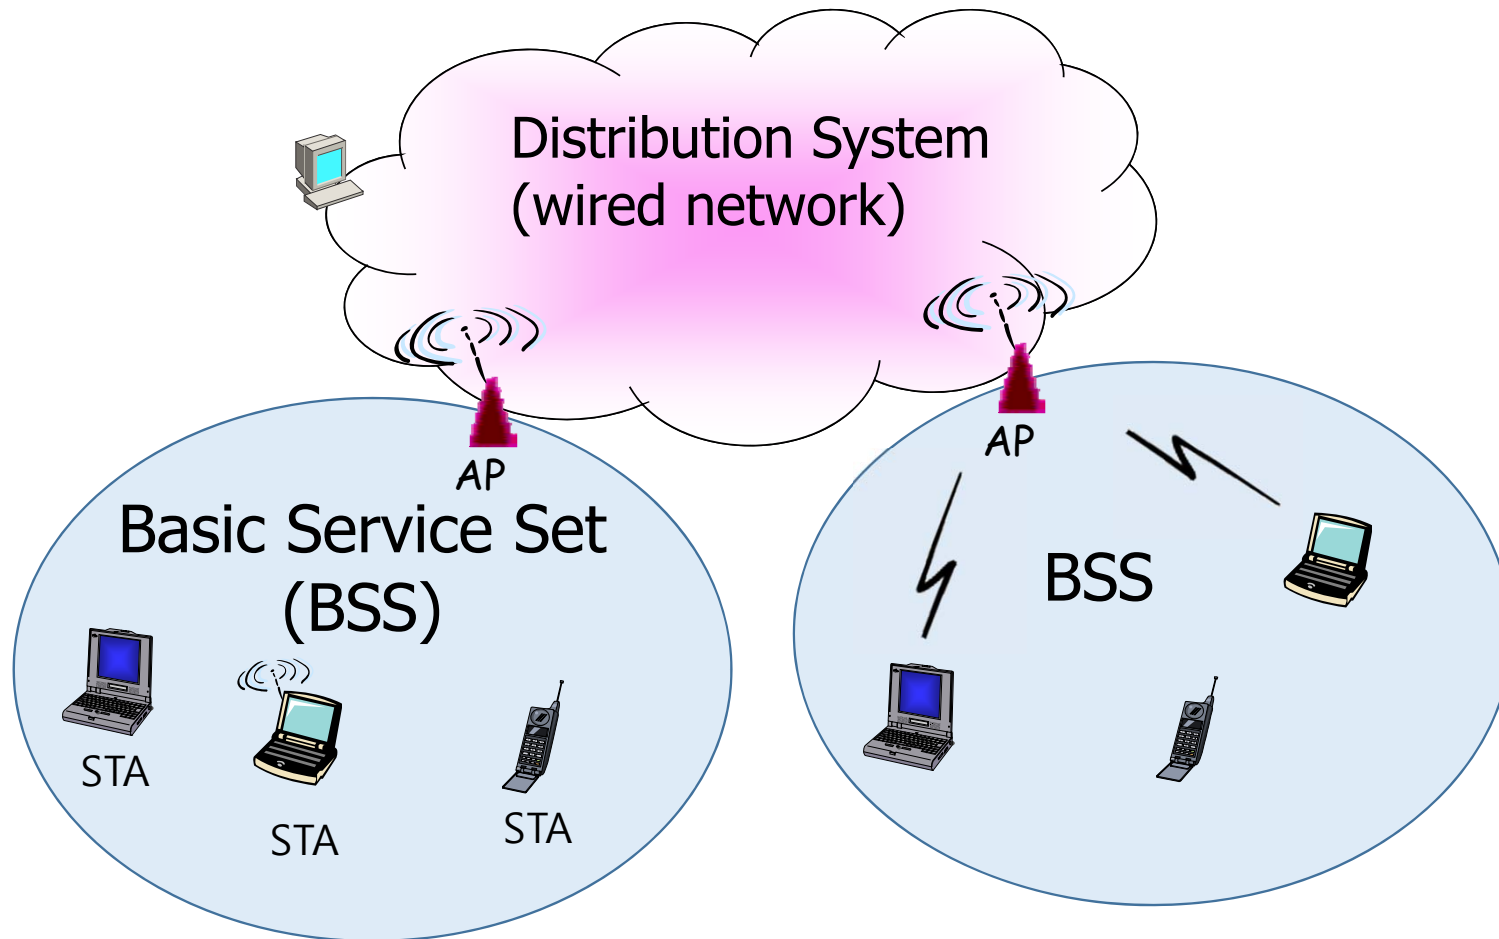 Distribution System
(wired network)
AP
AP
Basic Service Set
(BSS)
BSS
STA
STA
STA